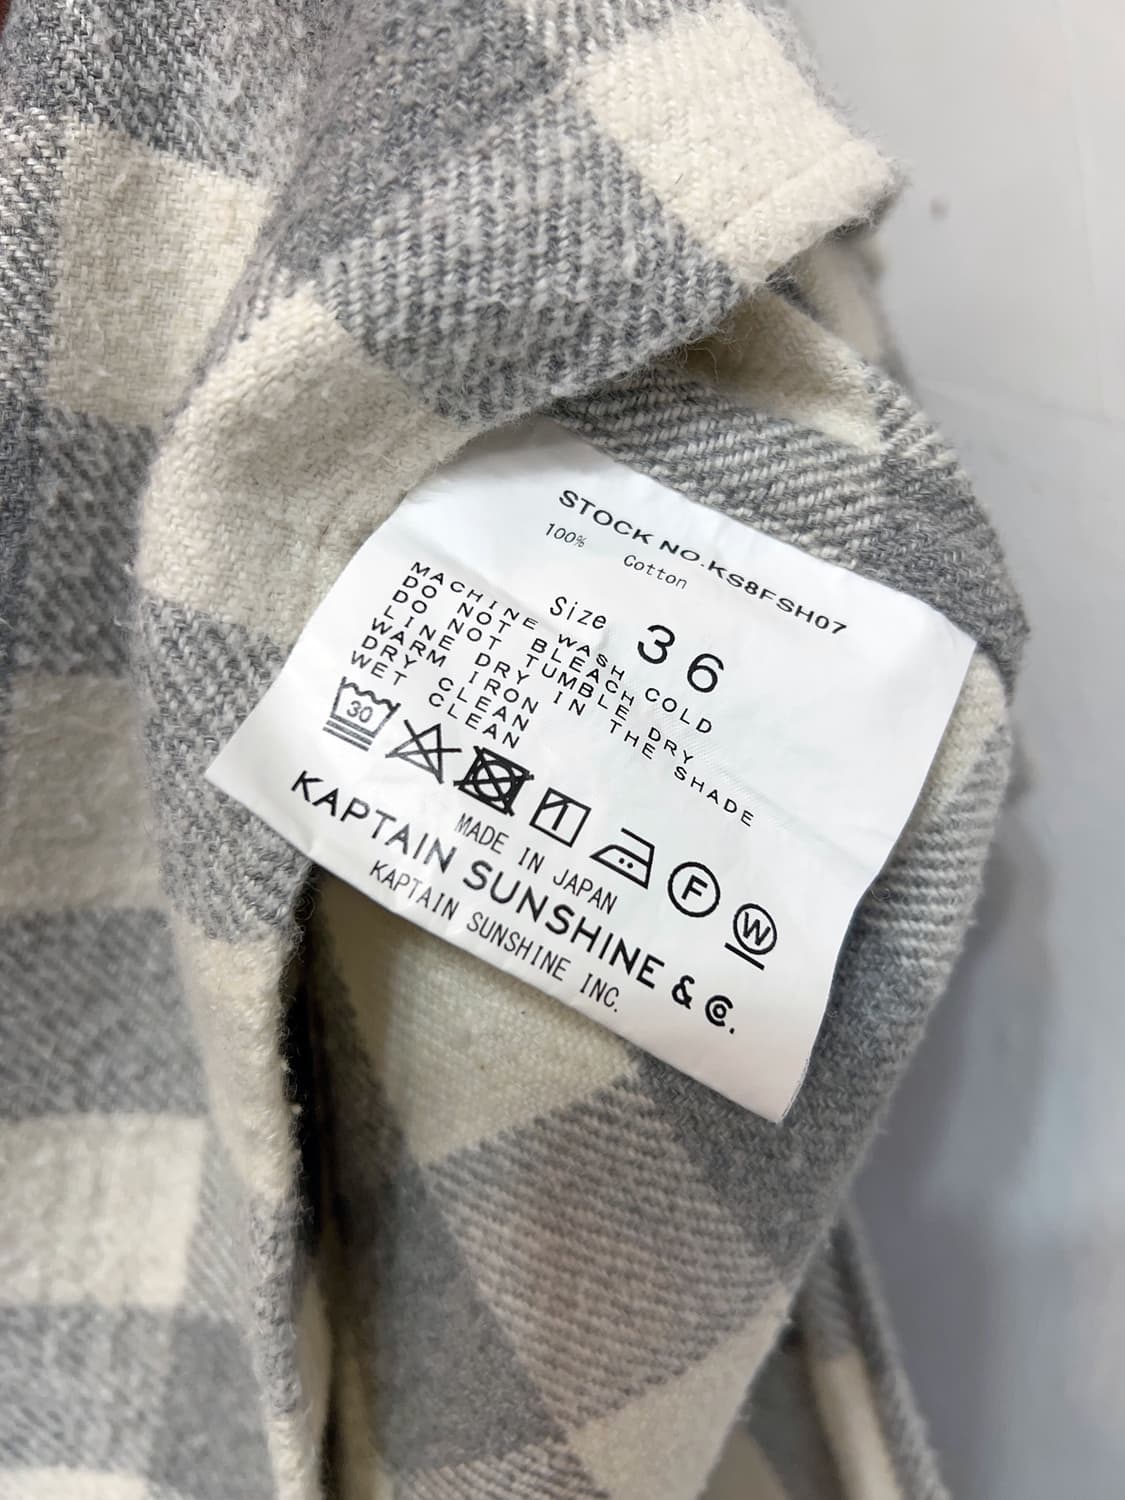 STOCK NO.KS8FSH07
100% Cotton
Size 36
MACHINE WASH COLD
DO NOT BLEACH
DO NOT TUMBLE DRY
LINE DRY IN THE SHADE
WARM IRON
DRY CLEAN
WET CLEAN
30 F W
MADE IN JAPAN
KAPTAIN SUNSHINE & Co.
KAPTAIN SUNSHINE INC.